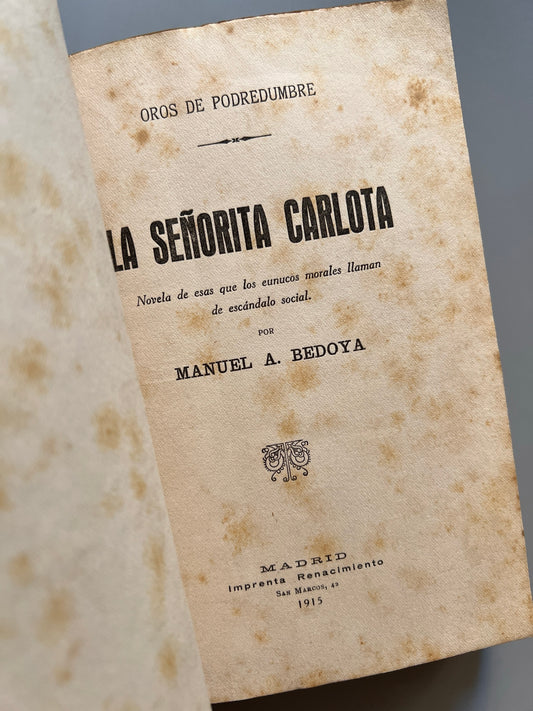 OROS DE PODREDUMBRE
LA SEÑORITA CARLOTA
Novela de esas que los eunucos morales llaman
de escándalo social.
POR
MANUEL A. BEDOYA
MADRID
Imprenta Renacimiento
SAN MARCOS, 42
1915